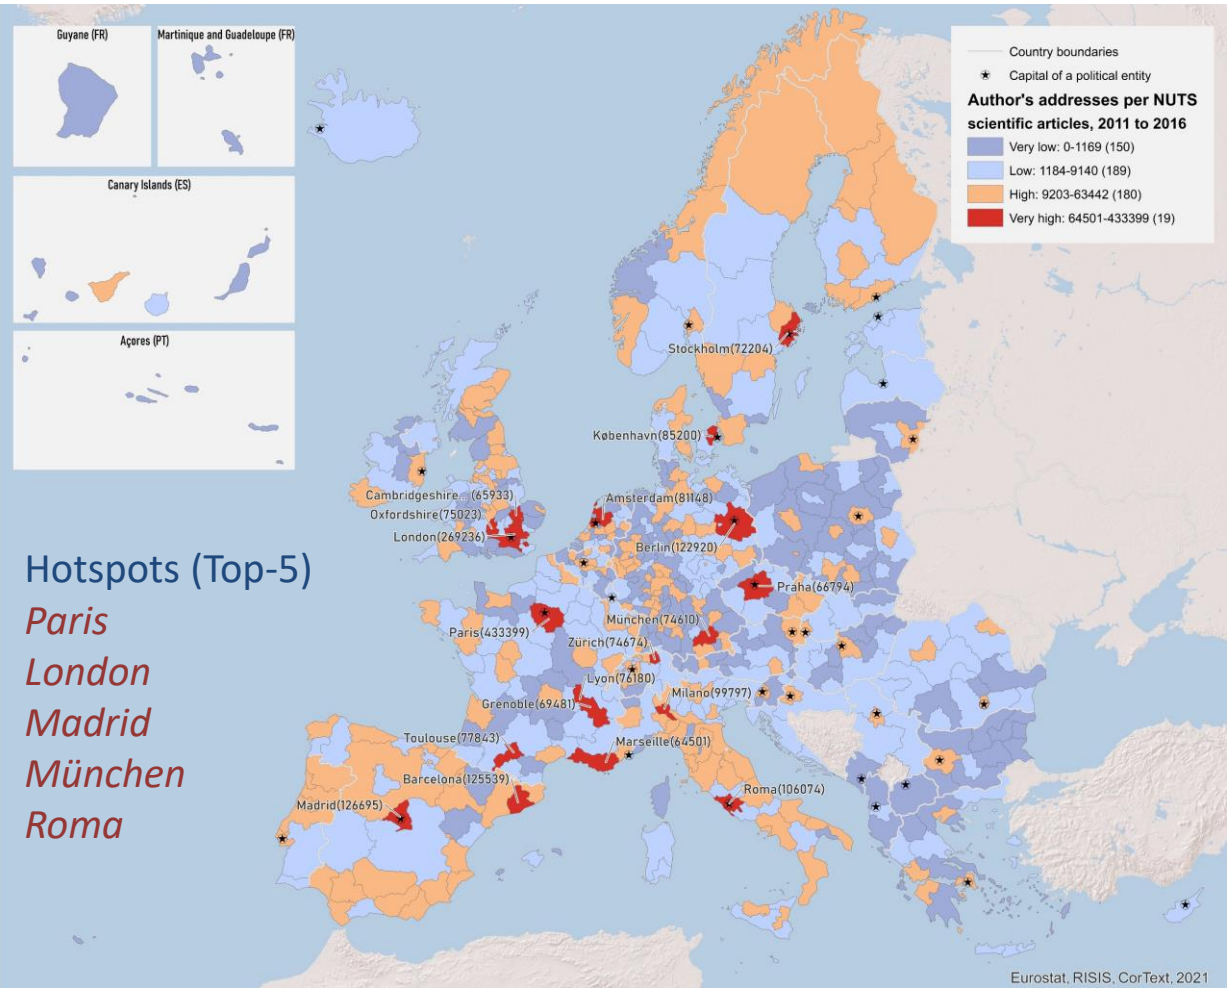 Guyane (FR)
Martinique and Guadeloupe (FR)
Canary Islands (ES)
Açores (PT)
Country boundaries
Capital of a political entity
Author's addresses per NUTS
scientific articles, 2011 to 2016
Very low: 0-1169 (150)
Low: 1184-9140 (189)
High: 9203-63442 (180)
Very high: 64501-433399 (19)
Stockholm(72204)
København(85200)
Cambridgeshire... (65933)
Amsterdam(81148)
Oxfordshire(75023)
London(269236)
Berlin(122920)
Praha(66794)
München(74610)
Paris(433399)
Zürich(74674)
Lyon(76180)
Milano(99797)
Grenoble(69481)
Toulouse(77843)
Marseille(64501)
Barcelona(125539)
Madrid(126695)
Roma(106074)
Hotspots (Top-5)
Paris
London
Madrid
München
Roma
Eurostat, RISIS, CorText, 2021